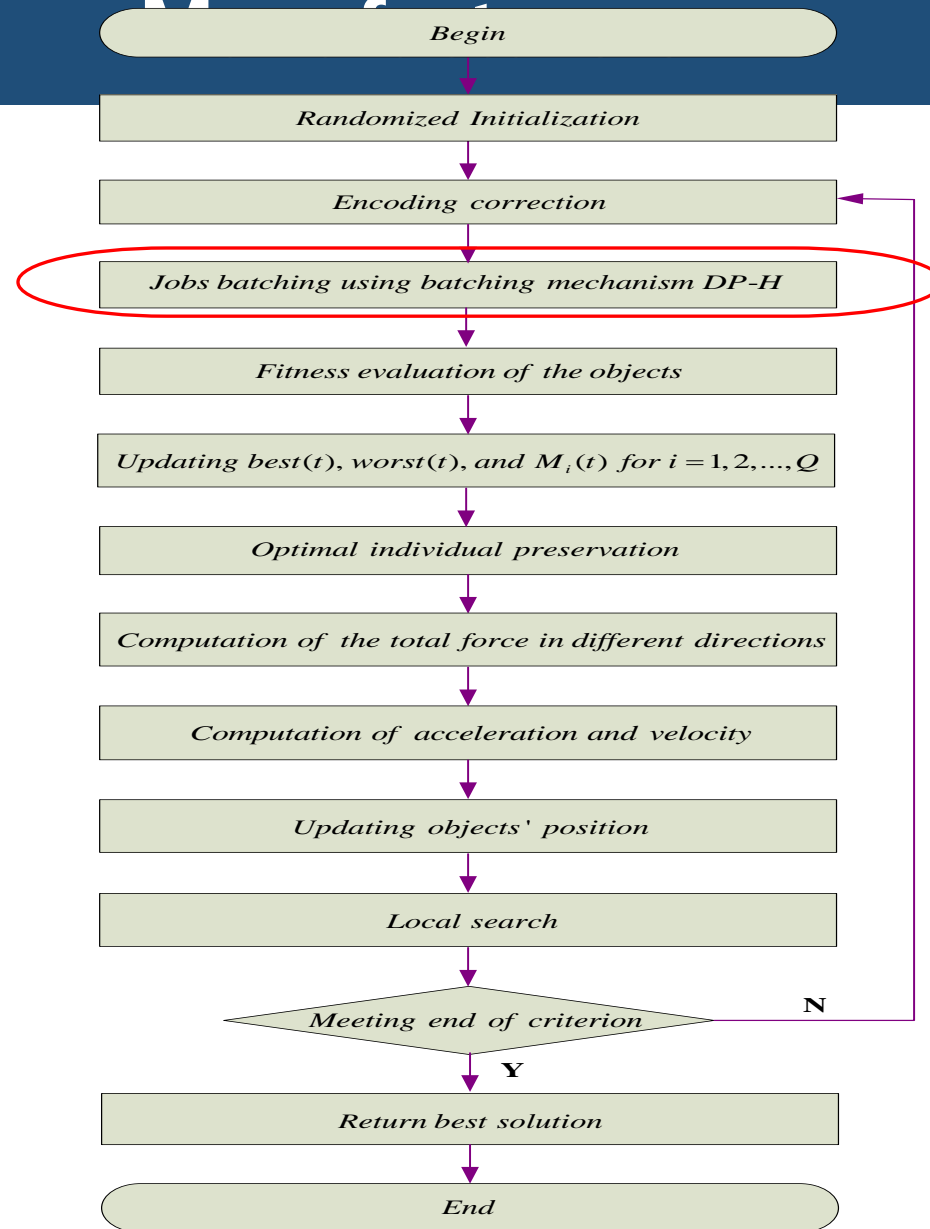 Begin
Randomized Initialization
Encoding correction
Jobs batching using batching mechanism DP-H
Fitness evaluation of the objects
Updating best(t), worst(t), and M_i(t) for i = 1, 2, ..., Q
Optimal individual preservation
Computation of the total force in different directions
Computation of acceleration and velocity
Updating objects' position
Local search
Meeting end of criterion
N
Y
Return best solution
End